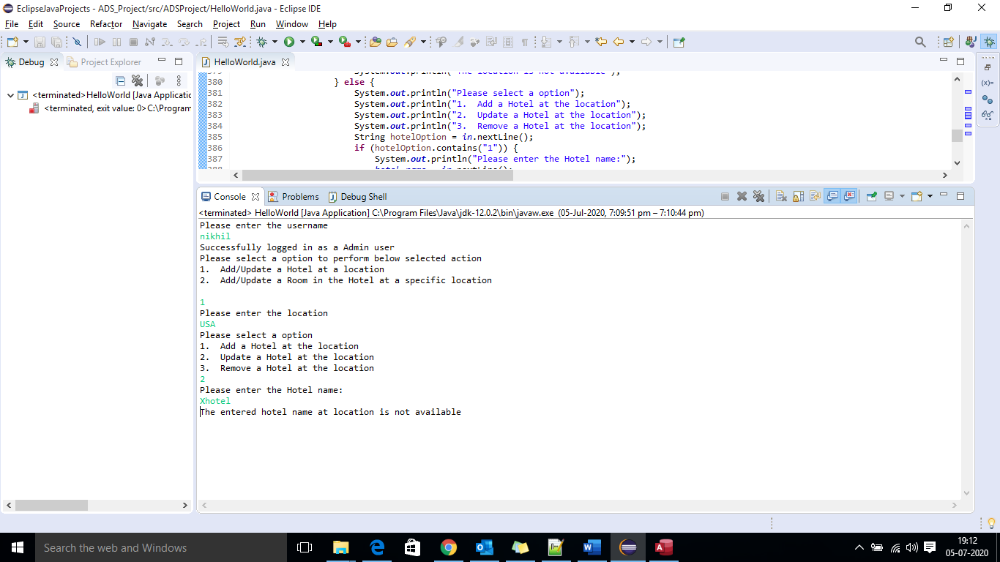 EclipseJavaProjects - ADS_Project/src/ADSProject/HelloWorld.java - Eclipse IDE
File Edit Source Refactor Navigate Search Project Run Window Help
Debug Project Explorer
<terminated>HelloWorld [Java Applicatic
<terminated, exit value: 0>C:\Program
HelloWorld.java
379 System.out.println("The location is not available");
380 } else {
381 System.out.println("Please select a option");
382 System.out.println("1.  Add a Hotel at the location");
383 System.out.println("2.  Update a Hotel at the location");
384 System.out.println("3.  Remove a Hotel at the location");
385 String hotelOption = in.nextLine();
386 if (hotelOption.contains("1")) {
387 System.out.println("Please enter the Hotel name:");
388
Console Problems Debug Shell
<terminated> HelloWorld [Java Application] C:\Program Files\Java\jdk-12.0.2\bin\javaw.exe (05-Jul-2020, 7:09:51 pm – 7:10:44 pm)
Please enter the username
nikhil
Successfully logged in as a Admin user
Please select a option to perform below selected action
1.  Add/Update a Hotel at a location
2.  Add/Update a Room in the Hotel at a specific location
1
Please enter the location
USA
Please select a option
1.  Add a Hotel at the location
2.  Update a Hotel at the location
3.  Remove a Hotel at the location
2
Please enter the Hotel name:
Xhotel
The entered hotel name at location is not available
(x)=
Search the web and Windows
19:12
05-07-2020